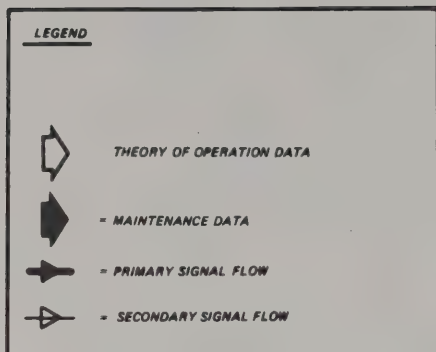 LEGEND
THEORY OF OPERATION DATA
= MAINTENANCE DATA
= PRIMARY SIGNAL FLOW
= SECONDARY SIGNAL FLOW